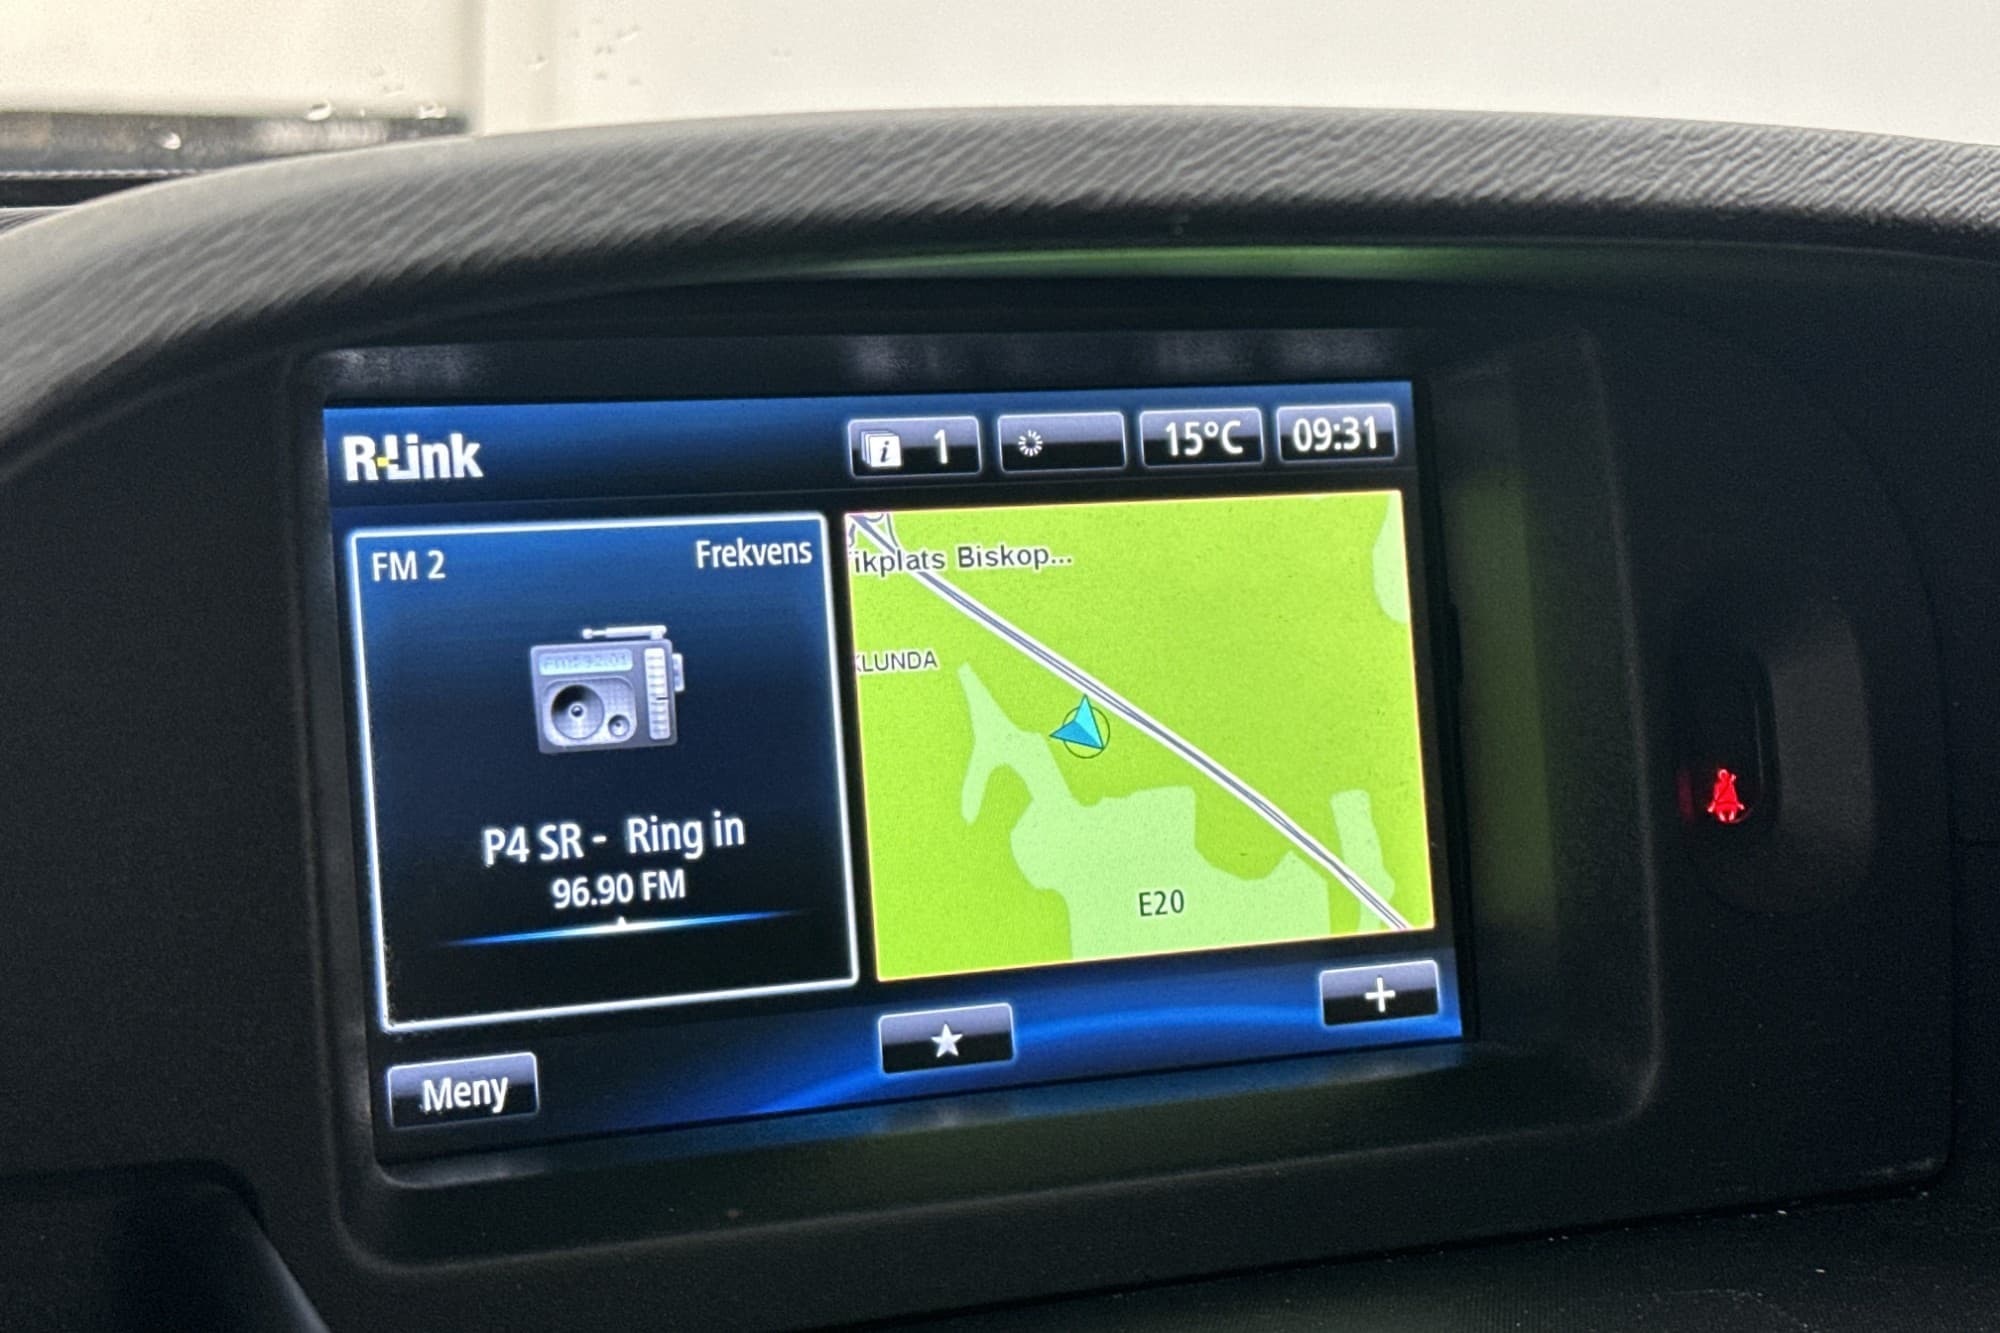 R-Link
1
15°C
09:31
FM 2
Frekvens
P4 SR - Ring in
96.90 FM
ikplats Biskop...
KLUNDA
E20
Meny